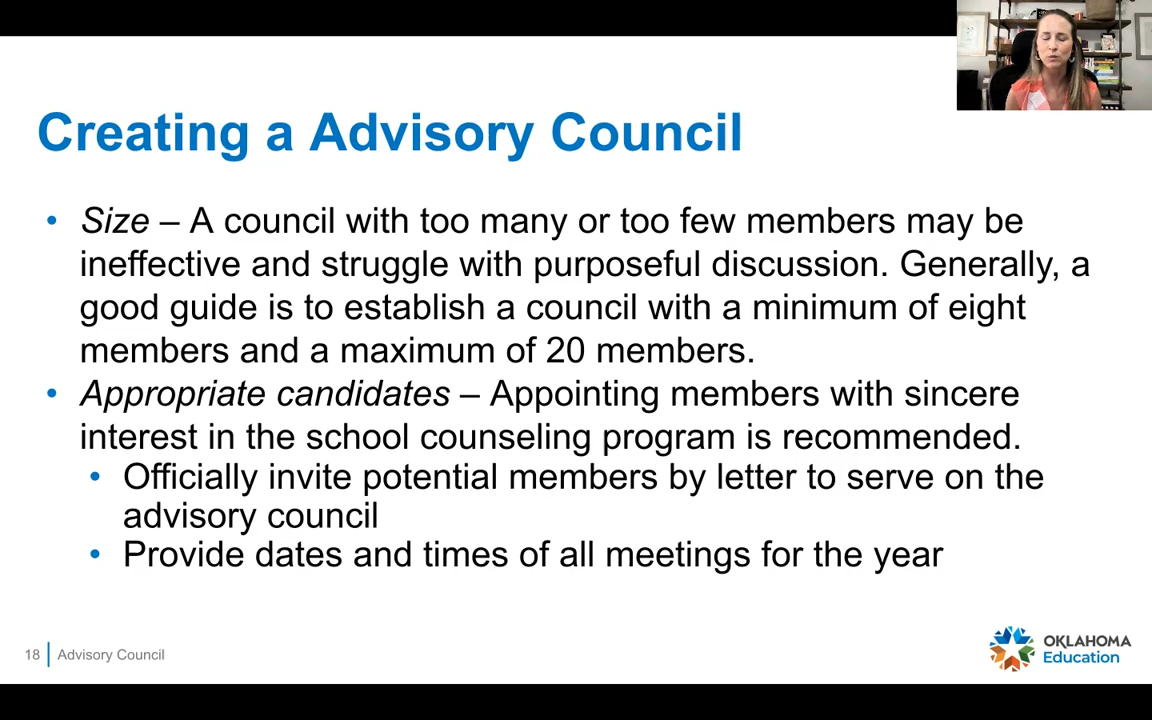 Creating a Advisory Council
• Size – A council with too many or too few members may be
ineffective and struggle with purposeful discussion. Generally, a
good guide is to establish a council with a minimum of eight
members and a maximum of 20 members.
• Appropriate candidates – Appointing members with sincere
interest in the school counseling program is recommended.
• Officially invite potential members by letter to serve on the
advisory council
• Provide dates and times of all meetings for the year
18 Advisory Council
OKLAHOMA
Education